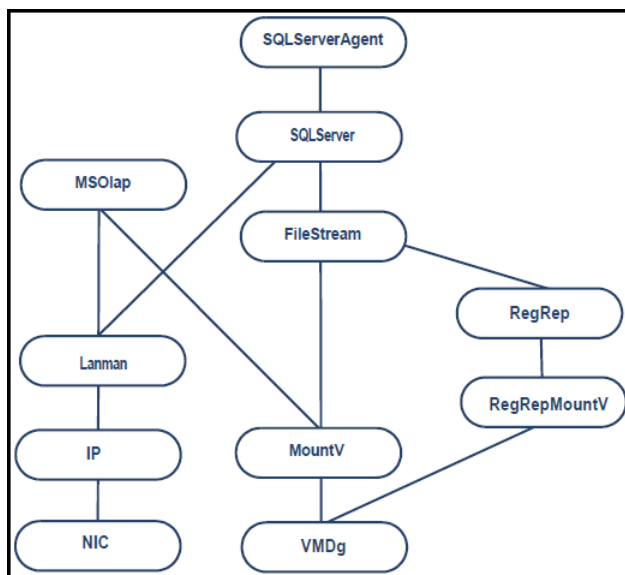 SQLServerAgent
SQLServer
MSOlap
FileStream
RegRep
Lanman
RegRepMountV
IP
MountV
NIC
VMDg